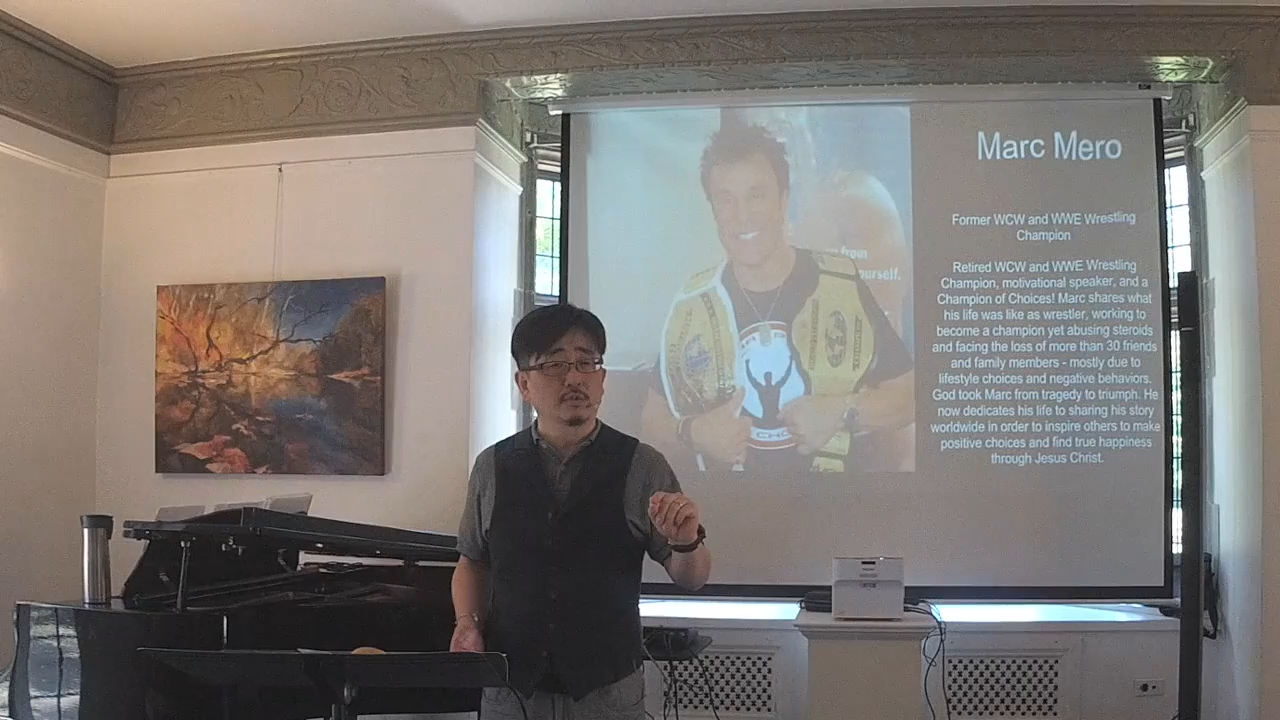 Marc Mero
Former WCW and WWE Wrestling
Champion
Retired WCW and WWE Wrestling
Champion, motivational speaker, and a
Champion of Choices! Marc shares what
his life was like as wrestler, working to
become a champion yet abusing steroids
and facing the loss of more than 30 friends
and family members - mostly due to
lifestyle choices and negative behaviors.
God took Marc from tragedy to triumph. He
now dedicates his life to sharing his story
worldwide in order to inspire others to make
positive choices and find true happiness
through Jesus Christ.
from
ourself.